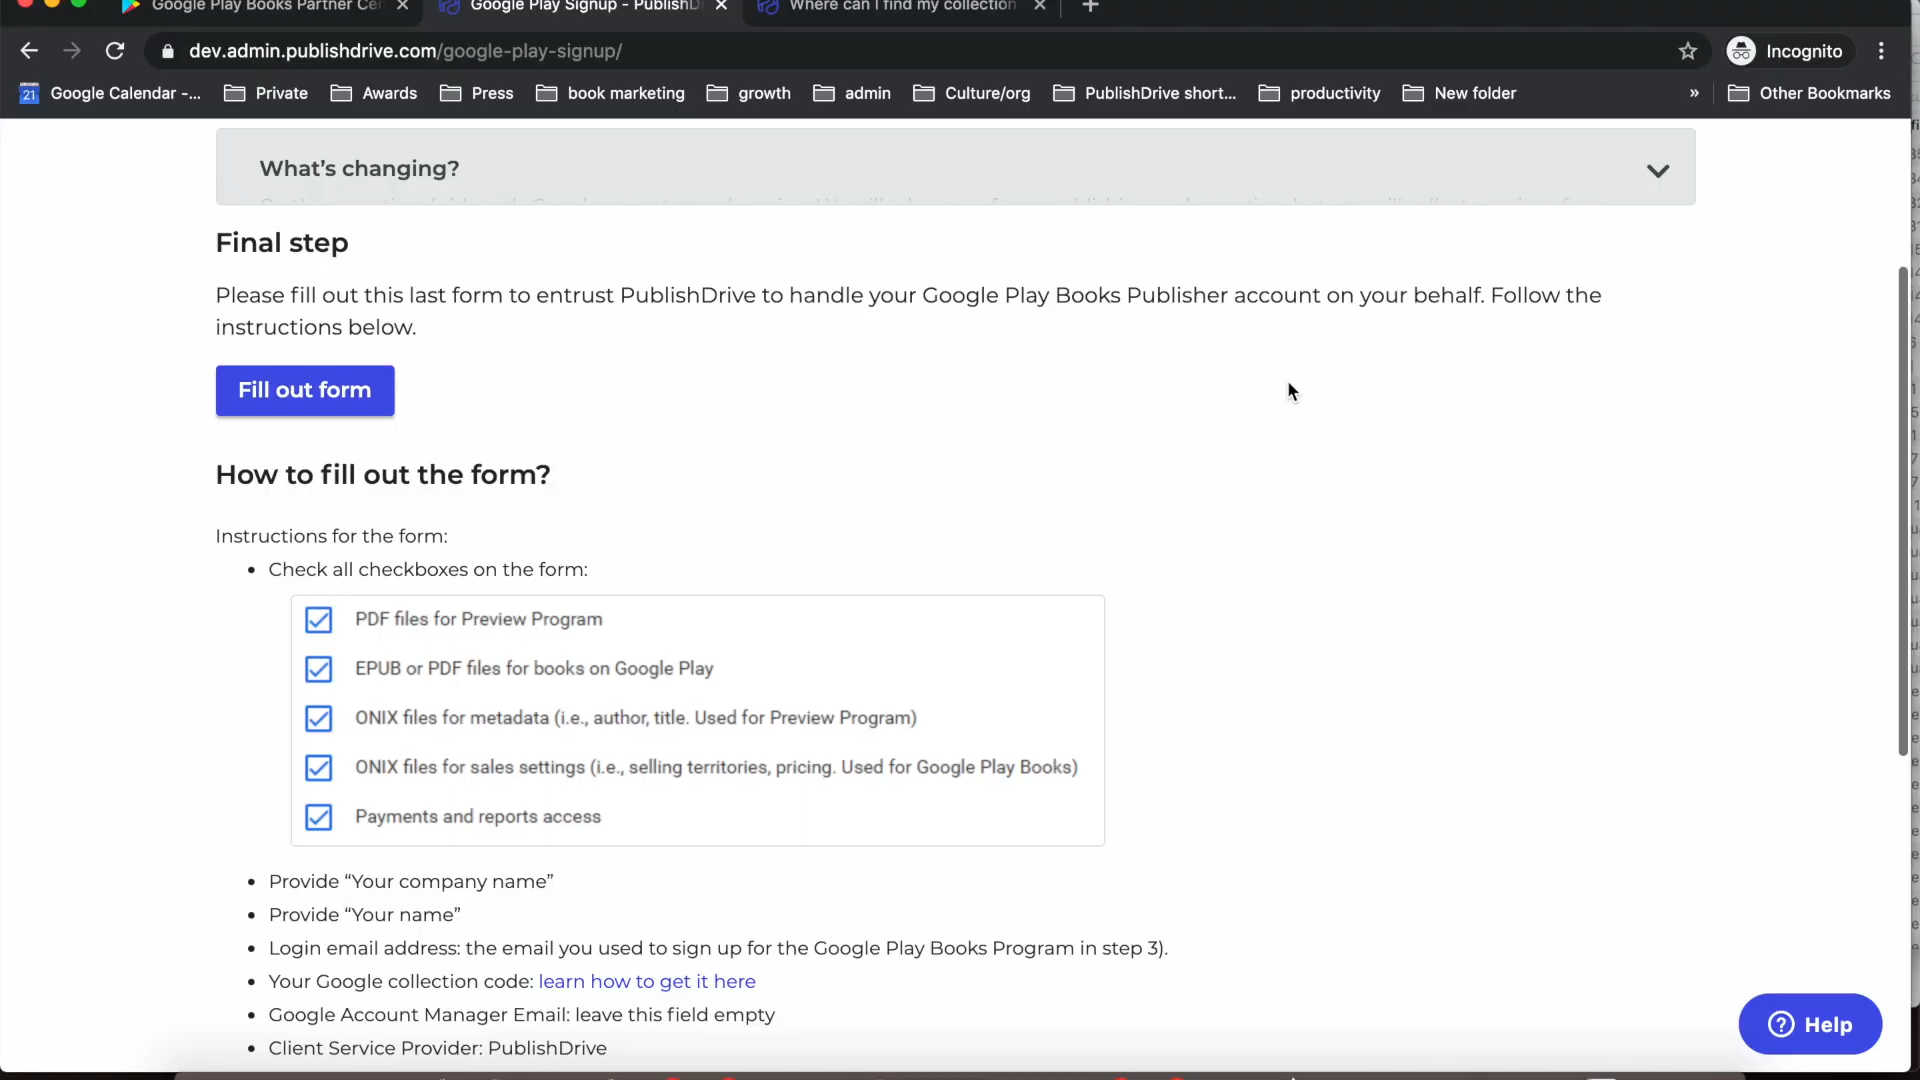 Google Play Books Partner Cen
Google Play Signup - PublishD
Where can I find my collection
dev.admin.publishdrive.com/google-play-signup/
Incognito
21
Google Calendar -...
Private
Awards
Press
book marketing
growth
admin
Culture/org
PublishDrive short...
productivity
New folder
»
Other Bookmarks
What's changing?
Final step
Please fill out this last form to entrust PublishDrive to handle your Google Play Books Publisher account on your behalf. Follow the
instructions below.
Fill out form
How to fill out the form?
Instructions for the form:
• Check all checkboxes on the form:
PDF files for Preview Program
EPUB or PDF files for books on Google Play
ONIX files for metadata (i.e., author, title. Used for Preview Program)
ONIX files for sales settings (i.e., selling territories, pricing. Used for Google Play Books)
Payments and reports access
• Provide “Your company name”
• Provide “Your name”
• Login email address: the email you used to sign up for the Google Play Books Program in step 3).
• Your Google collection code: learn how to get it here
• Google Account Manager Email: leave this field empty
• Client Service Provider: PublishDrive
? Help